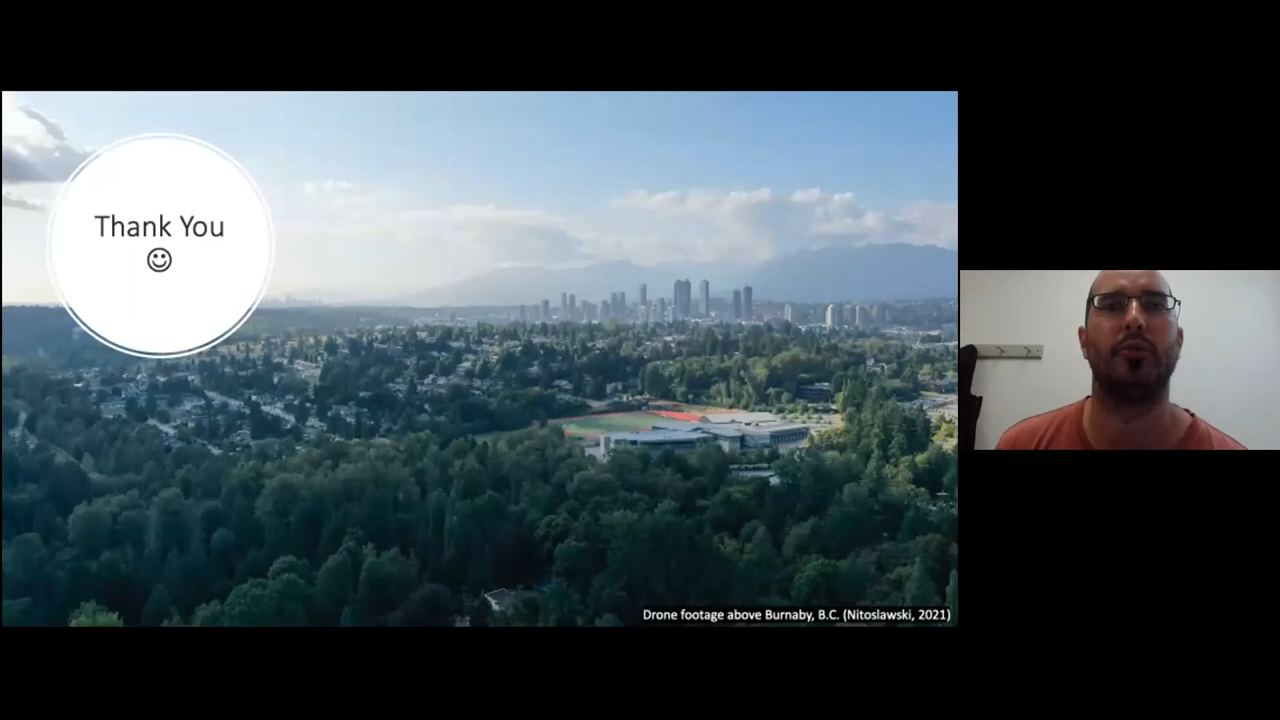 Thank You
☺
Drone footage above Burnaby, B.C. (Nitoslawski, 2021)